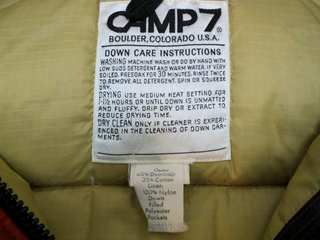 CAMP 7®
BOULDER, COLORADO U.S.A.
DOWN CARE INSTRUCTIONS
WASHING MACHINE WASH OR DO BY HAND WITH
LOW SUDS DETERGENT AND WARM WATER. IF VERY
SOILED, PRESOAK FOR 30 MINUTES. RINSE TWICE
TO REMOVE ALL DETERGENT. SPIN OR SQUEEZE
DRY.
DRYING USE MEDIUM HEAT SETTING FOR
1-1½ HOURS OR UNTIL DOWN IS UNMATTED
AND FLUFFY. DRIP DRY OR EXTRACT TO
REDUCE DRYING TIME.
DRY CLEAN ONLY IF CLEANER IS EXPERI-
ENCED IN THE CLEANING OF DOWN GAR-
MENTS.
65% Dacron®
35% Cotton
Linen
100% Nylon
Down
Filled
Polyester
Pockets